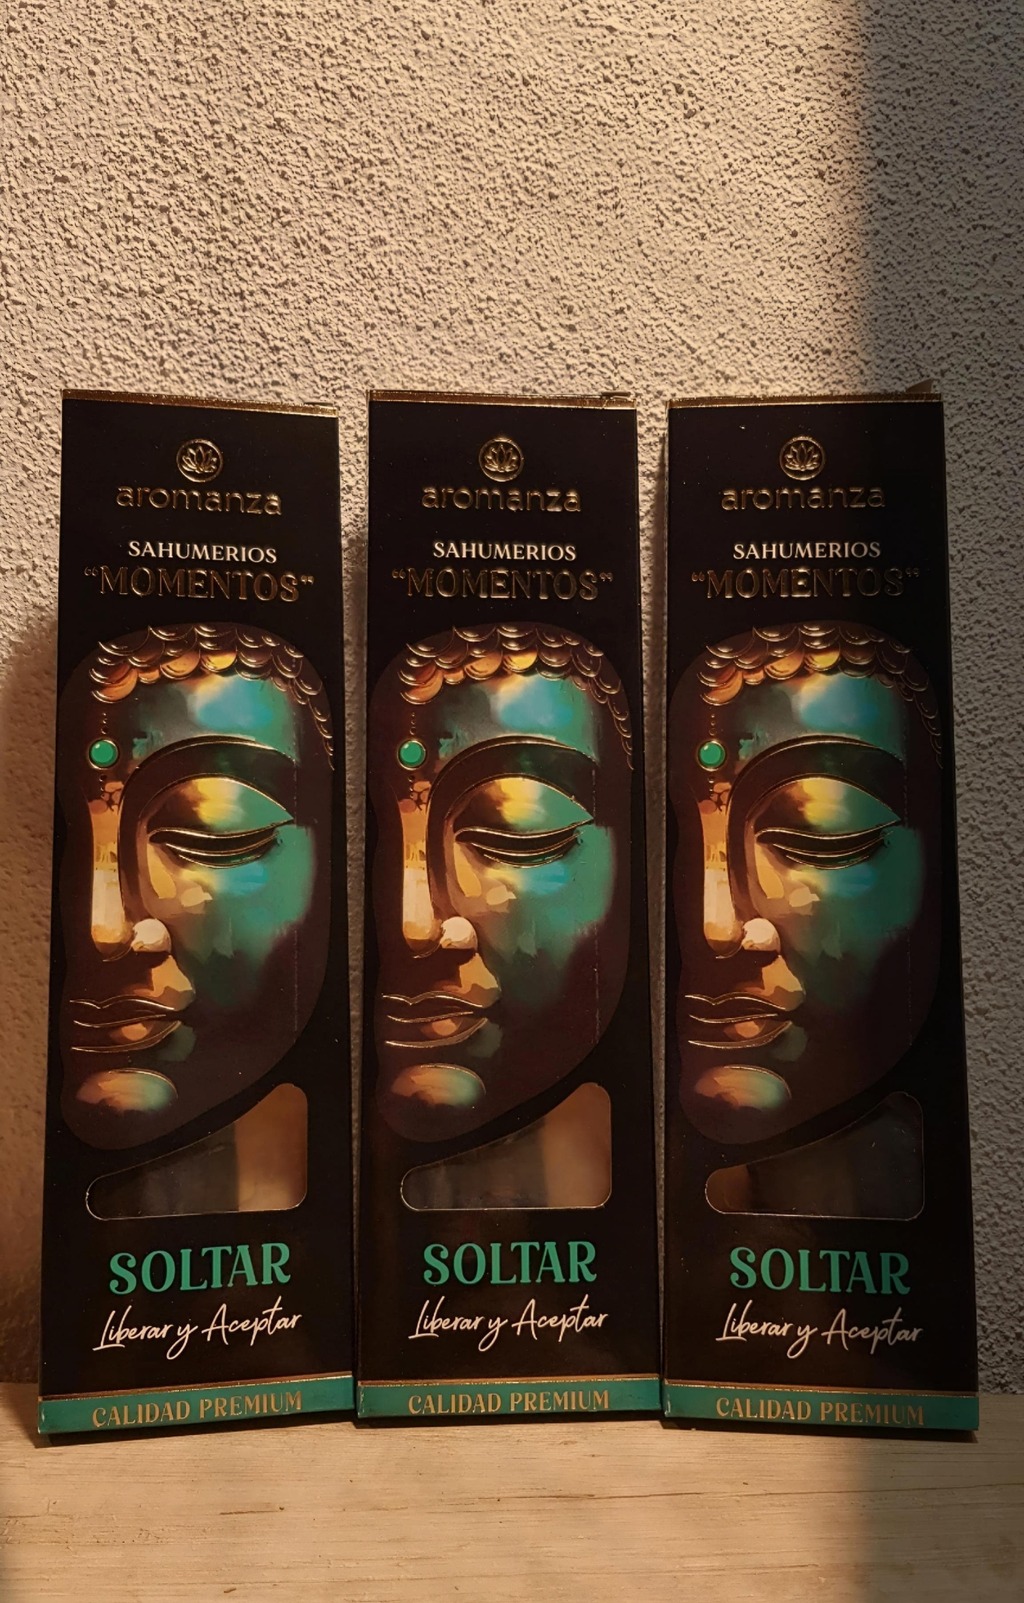 aromanza
SAHUMERIOS
"MOMENTOS"
SOLTAR
Liberar y Aceptar
CALIDAD PREMIUM
aromanza
SAHUMERIOS
"MOMENTOS"
SOLTAR
Liberar y Aceptar
CALIDAD PREMIUM
aromanza
SAHUMERIOS
"MOMENTOS"
SOLTAR
Liberar y Aceptar
CALIDAD PREMIUM